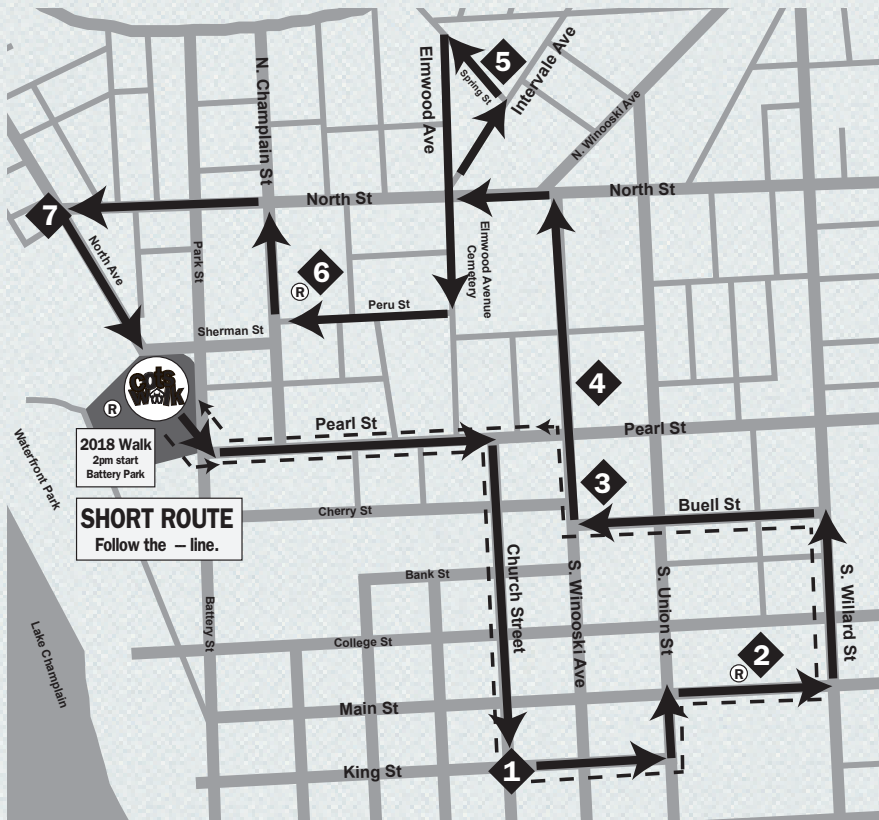 5
Spring St
Intervale Ave
Elmwood Ave
N. Champlain St
N. Winooski Ave
North St
North St
7
North Ave
Park St
6
R
Elmwood Avenue
Cemetery
Peru St
Sherman St
cots
walk
R
4
Pearl St
Pearl St
2018 Walk
2pm start
Battery Park
Waterfront Park
3
SHORT ROUTE
Follow the – line.
Cherry St
Buell St
Bank St
Church Street
S. Winooski Ave
S. Union St
S. Willard St
Battery St
College St
Lake Champlain
2
R
Main St
King St
1